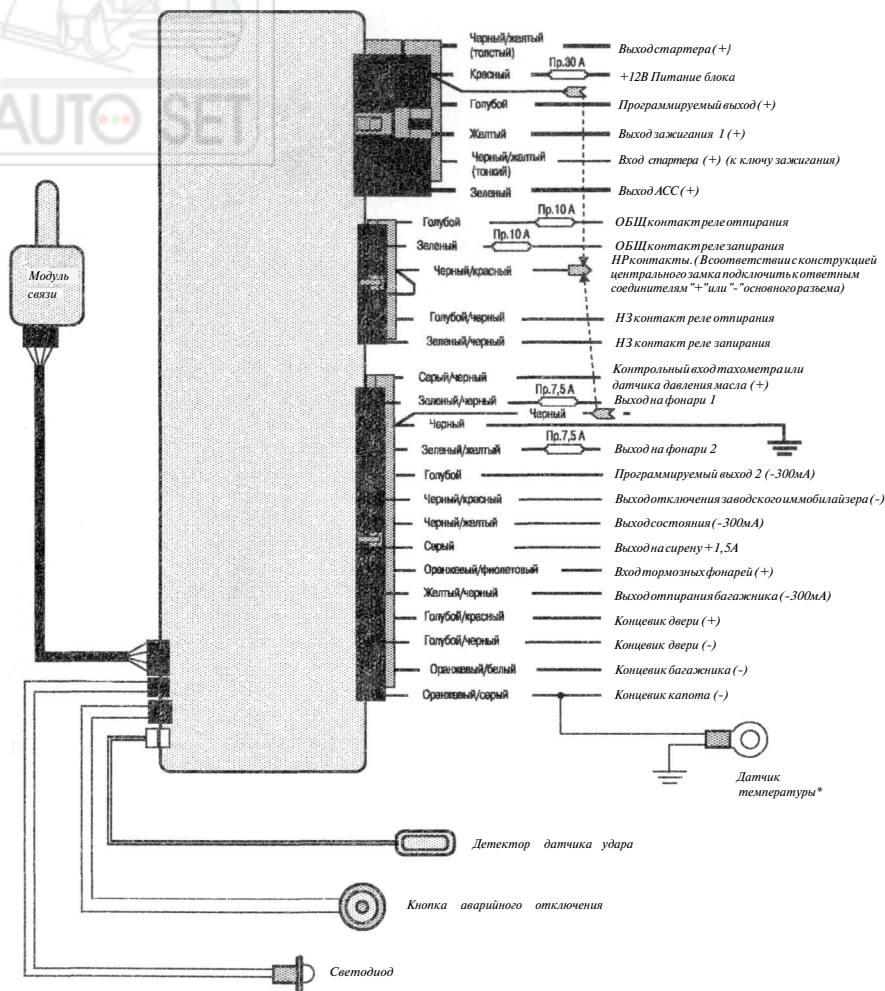 AUTO SET
Черный/желтый
(толстый)
Выход стартера (+}
Красный
Пр.30 А
+12В Питание блока
Голубой
Программируемый выход (+)
Желтый
Выход зажигания 1 (+)
Черный/желтый
(тонкий)
Вход стартера (+) (к ключу зажигания)
Зеленый
Выход АСС (+)
Голубой
Пр.10 А
ОБЩ контакт реле отпирания
Зеленый
Пр.10 А
ОБЩ контакт реле запирания
Черный/красный
НР контакты. (В соответствии с конструкцией
центрального замка подключить к ответным
соединителям "+" или "-" основного разъема)
Голубой/черный
НЗ контакт реле отпирания
Зеленый/черный
НЗ контакт реле запирания
Серый/черный
Контрольный вход тахометра или
датчика давления масла (+)
Зеленый/черный
Пр.7,5 А
Выход на фонари 1
Черный
Черный
Зеленый/желтый
Пр.7,5 А
Выход на фонари 2
Голубой
Программируемый выход 2 (-300мА)
Черный/красный
Выход отключения заводского иммобилайзера (-)
Черный/желтый
Выход состояния (-300мА)
Серый
Выход на сирену +1,5А
Оранжевый/фиолетовый
Вход тормозных фонарей (+)
Желтый/черный
Выход отпирания багажника (-300мА)
Голубой/красный
Концевик двери (+)
Голубой/черный
Концевик двери (-)
Оранжевый/белый
Концевик багажника (-)
Оранжевый/серый
Концевик капота (-)
Модуль
связи
Датчик
температуры*
Детектор датчика удара
Кнопка аварийного отключения
Светодиод